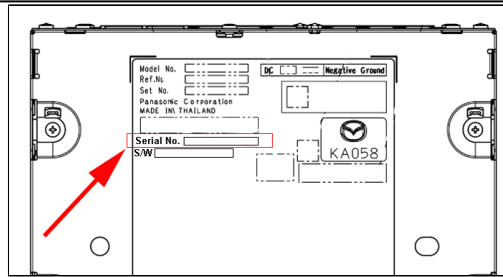 Model No.
DC Negative Ground
Ref.No
Set No.
Panasonic Corporation
MADE IN THAILAND
Serial No.
KA058
S/W